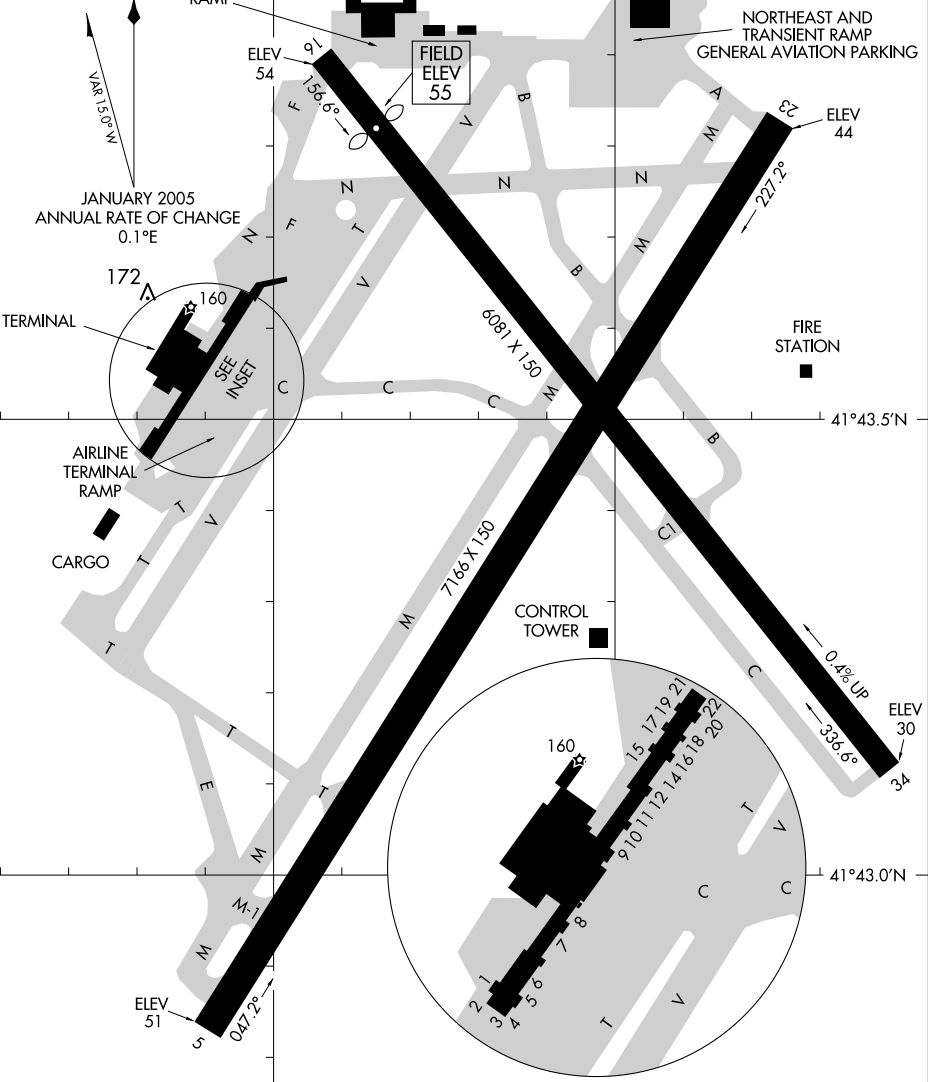 RAMP
NORTHEAST AND
TRANSIENT RAMP
GENERAL AVIATION PARKING
16
ELEV
54
FIELD
ELEV
55
VAR 15.0° W
156.6°
F
V
B
A
M
23
ELEV
44
JANUARY 2005
ANNUAL RATE OF CHANGE
0.1°E
N
N
N
227.2°
N
F
T
V
M
B
172
160
TERMINAL
SEE
INSET
6081 X 150
FIRE
STATION
C
C
C
M
41°43.5'N
B
AIRLINE
TERMINAL
RAMP
T
V
T
CARGO
C1
7166 X 150
CONTROL
TOWER
M
T
T
C
0.4% UP
336.6°
ELEV
30
34
E
T
M
M-1
M
ELEV
51
5
047.2°
160
21
19
17
15
22
20
18
16
14
12
11
10
9
8
7
6
5
4
3
2
1
T
V
C
C
T
V
41°43.0'N